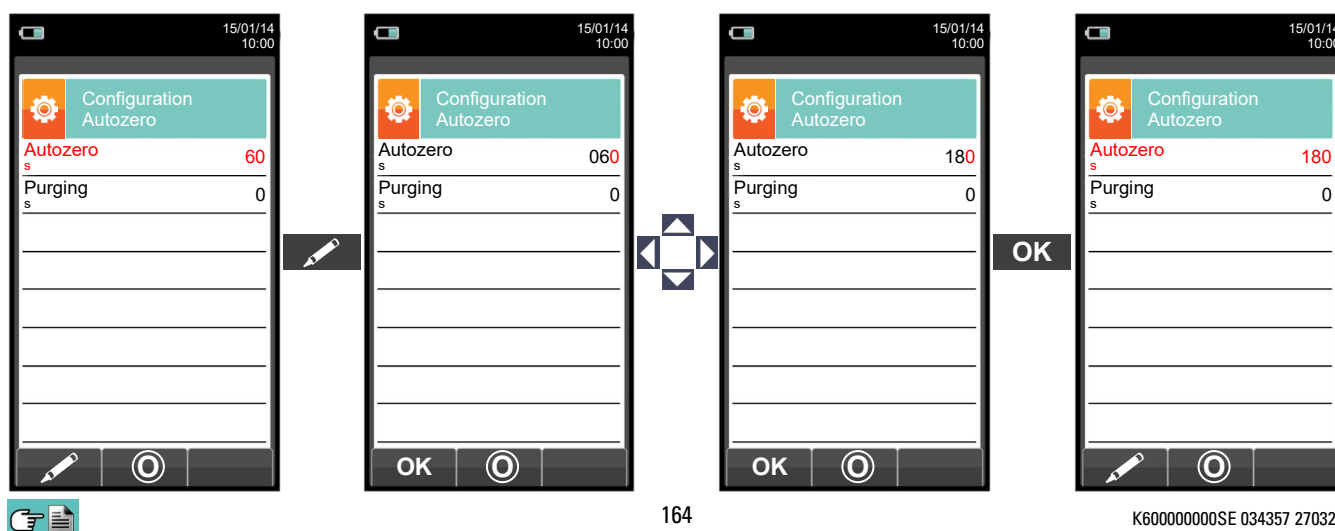 15/01/14
10:00
Configuration
Autozero
Autozero
s
60
Purging
s
0
15/01/14
10:00
Configuration
Autozero
Autozero
s
060
Purging
s
0
OK
15/01/14
10:00
Configuration
Autozero
Autozero
s
180
Purging
s
0
OK
OK
15/01/14
10:00
Configuration
Autozero
Autozero
s
180
Purging
s
0
164
K600000000SE 034357 27032